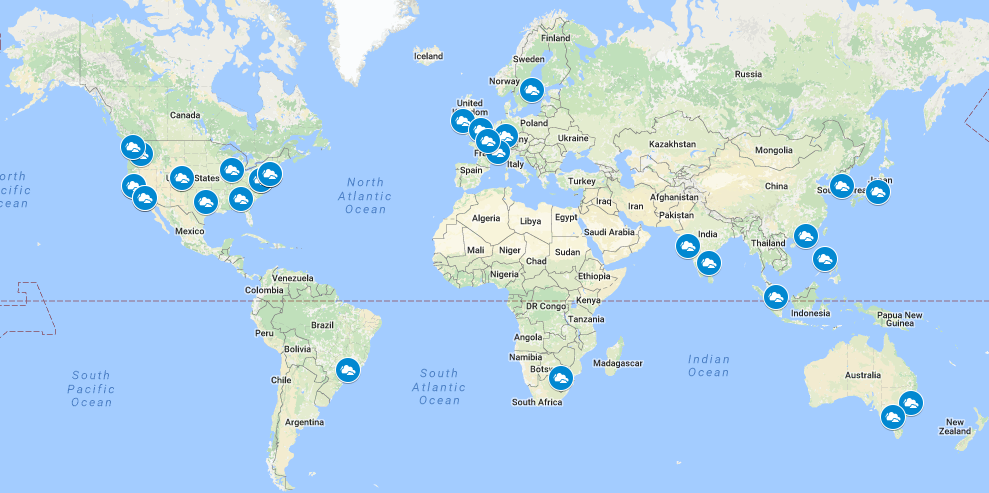 Iceland
Finland
Sweden
Norway
Russia
United
Canada
Poland
Ukraine
Kazakhstan
Mongolia
Spain
Italy
Turkey
States
North
Atlantic
Ocean
China
Iraq
Iran
Afghanistan
Pakistan
Algeria
Libya
Egypt
Saudi Arabia
India
Mexico
Mali
Niger
Chad
Sudan
Thailand
Nigeria
Ethiopia
Venezuela
Colombia
Kenya
DR Congo
Indonesia
Papua New
Guinea
Tanzania
Brazil
Peru
Angola
Bolivia
Namibia
Madagascar
Indian
Ocean
South
Pacific
Ocean
South
Atlantic
Ocean
Chile
Australia
South Africa
Argentina
New
Zealand